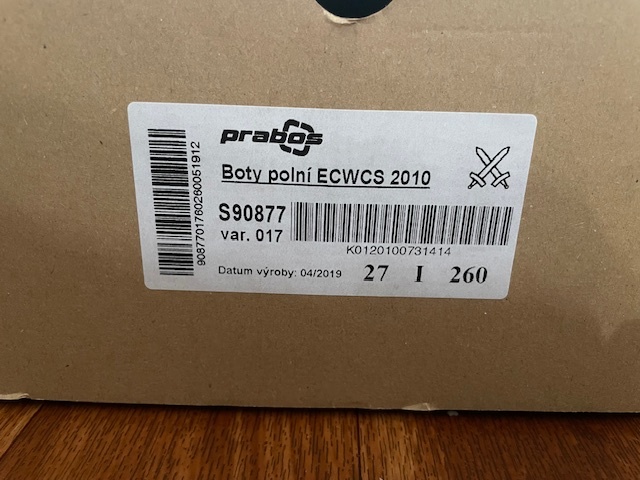 prabos
Boty polní ECWCS 2010
S90877
var. 017
K0120100731414
Datum výroby: 04/2019
27 I 260
9087701760260051912